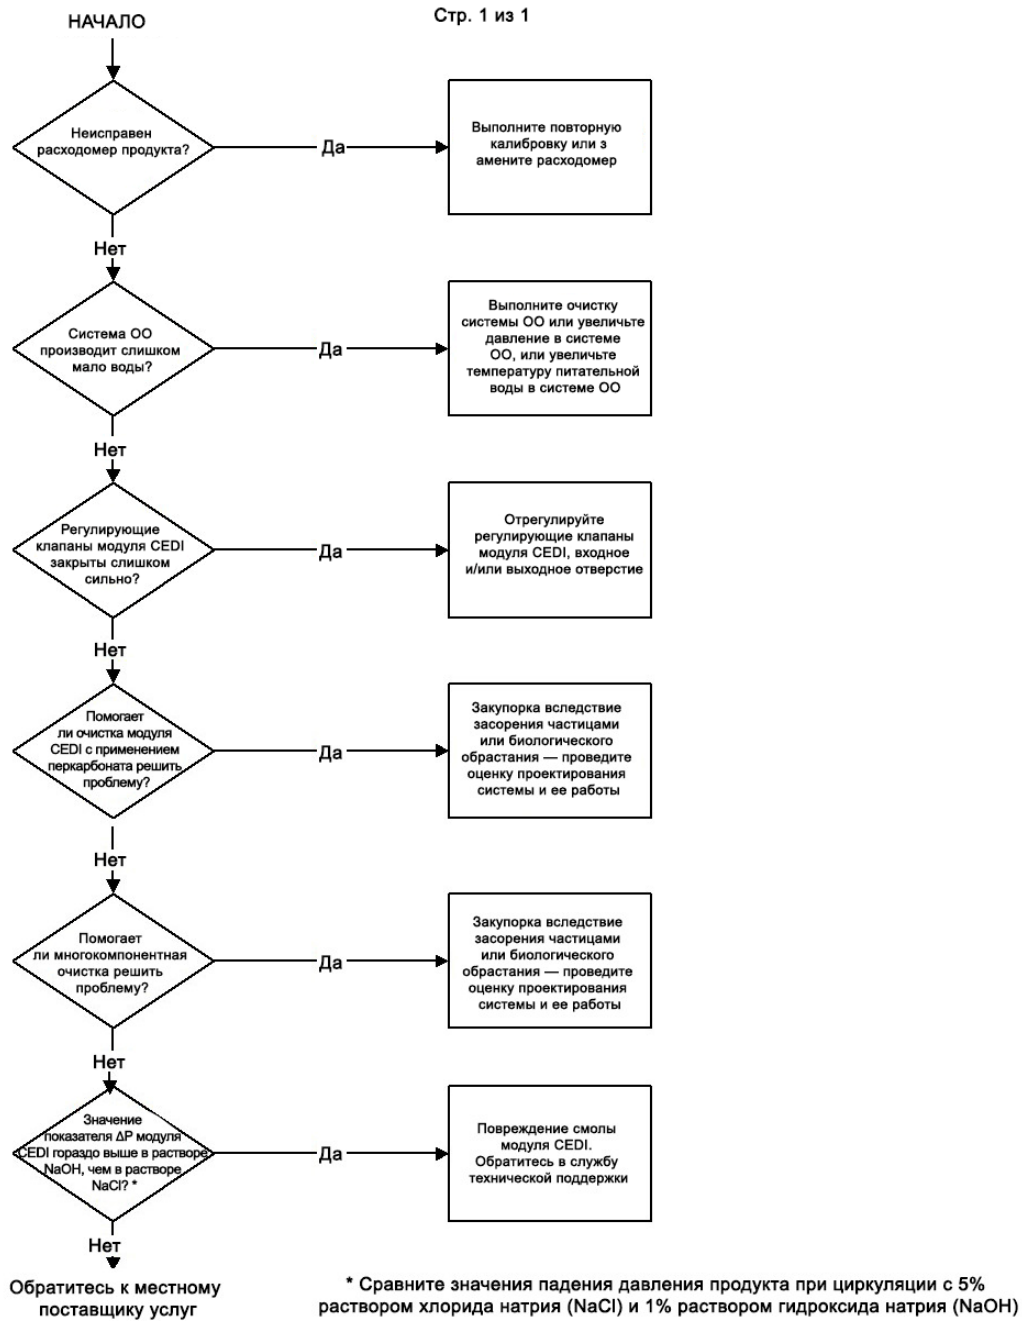 НАЧАЛО
Стр. 1 из 1
Неисправен
расходомер продукта?
Да
Выполните повторную
калибровку или з
амените расходомер
Нет
Система ОО
производит слишком
мало воды?
Да
Выполните очистку
системы ОО или увеличьте
давление в системе
ОО, или увеличьте
температуру питательной
воды в системе ОО
Нет
Регулирующие
клапаны модуля CEDI
закрыты слишком
сильно?
Да
Отрегулируйте
регулирующие клапаны
модуля CEDI, входное
и/или выходное отверстие
Нет
Помогает
ли очистка модуля
CEDI с применением
перкарбоната решить
проблему?
Да
Закупорка вследствие
засорения частицами
или биологического
обрастания — проведите
оценку проектирования
системы и ее работы
Нет
Помогает
ли многокомпонентная
очистка решить
проблему?
Да
Закупорка вследствие
засорения частицами
или биологического
обрастания — проведите
оценку проектирования
системы и ее работы
Нет
Значение
показателя ΔP модуля
CEDI гораздо выше в растворе
NaOH, чем в растворе
NaCl? *
Да
Повреждение смолы
модуля CEDI.
Обратитесь в службу
технической поддержки
Нет
Обратитесь к местному
поставщику услуг
* Сравните значения падения давления продукта при циркуляции с 5%
раствором хлорида натрия (NaCl) и 1% раствором гидроксида натрия (NaOH)